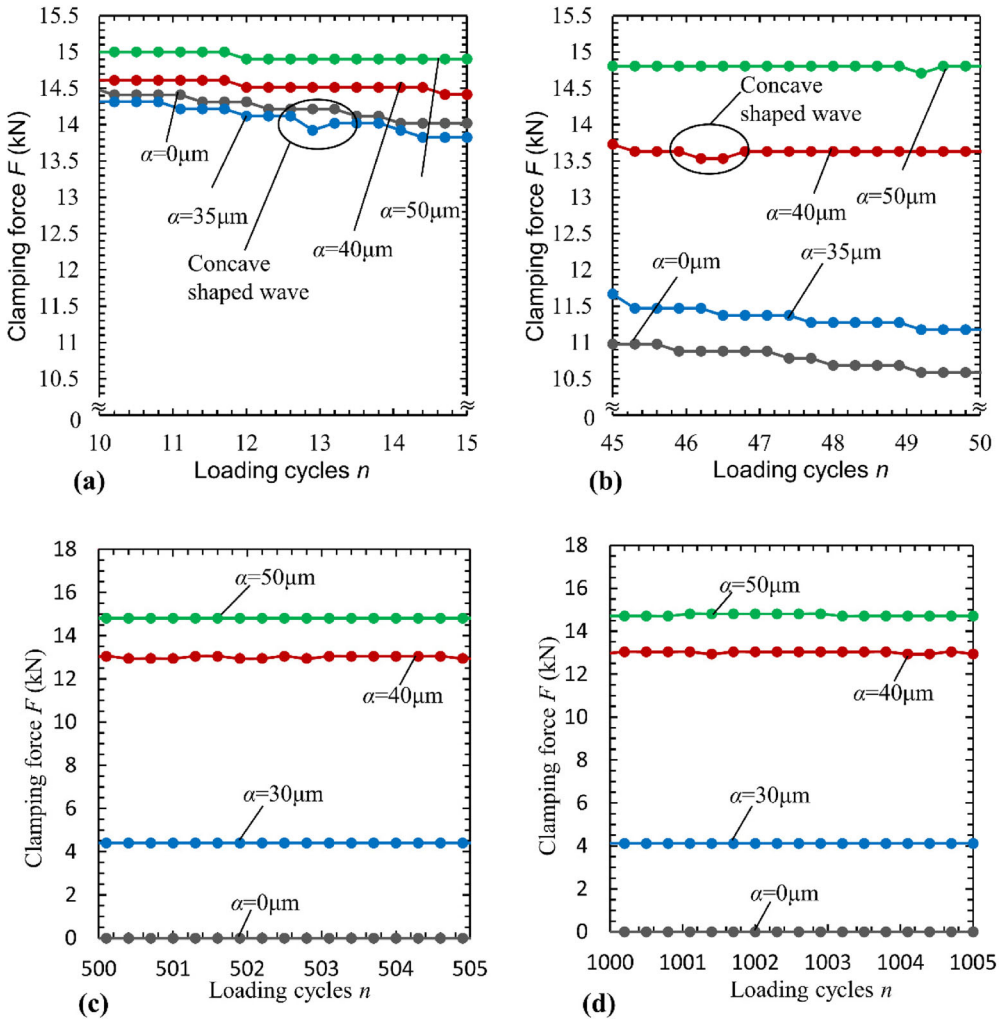 15.5
15
14.5
14
13.5
13
12.5
12
11.5
11
10.5
0
Clamping force F (kN)
α=0μm
α=35μm
α=50μm
α=40μm
Concave
shaped wave
10 11 12 13 14 15
Loading cycles n
(a)
15.5
15
14.5
14
13.5
13
12.5
12
11.5
11
10.5
0
Clamping force F (kN)
Concave
shaped wave
α=50μm
α=40μm
α=35μm
α=0μm
45 46 47 48 49 50
Loading cycles n
(b)
18
16
14
12
10
8
6
4
2
0
Clamping force F (kN)
α=50μm
α=40μm
α=30μm
α=0μm
500 501 502 503 504 505
Loading cycles n
(c)
18
16
14
12
10
8
6
4
2
0
Clamping force F (kN)
α=50μm
α=40μm
α=30μm
α=0μm
1000 1001 1002 1003 1004 1005
Loading cycles n
(d)